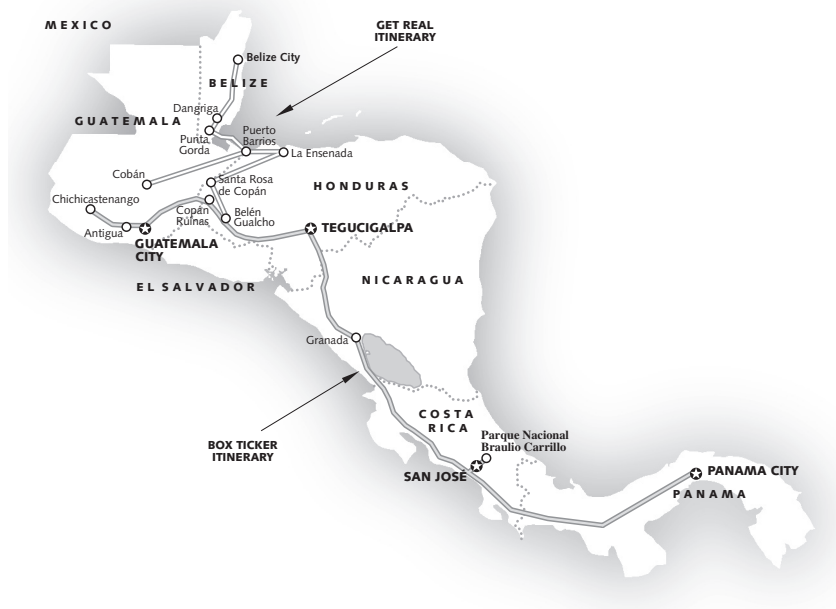 MEXICO
GET REAL
ITINERARY
Belize City
BELIZE
Dangriga
GUATEMALA
Punta
Gorda
Puerto
Barrios
La Ensenada
Cobán
Santa Rosa
de Copán
HONDURAS
Chichicastenango
Copán
Ruinas
Belén
Gualcho
Antigua
GUATEMALA
CITY
TEGUCIGALPA
EL SALVADOR
NICARAGUA
Granada
COSTA
RICA
BOX TICKER
ITINERARY
Parque Nacional
Braulio Carrillo
SAN JOSÉ
PANAMA CITY
PANAMA